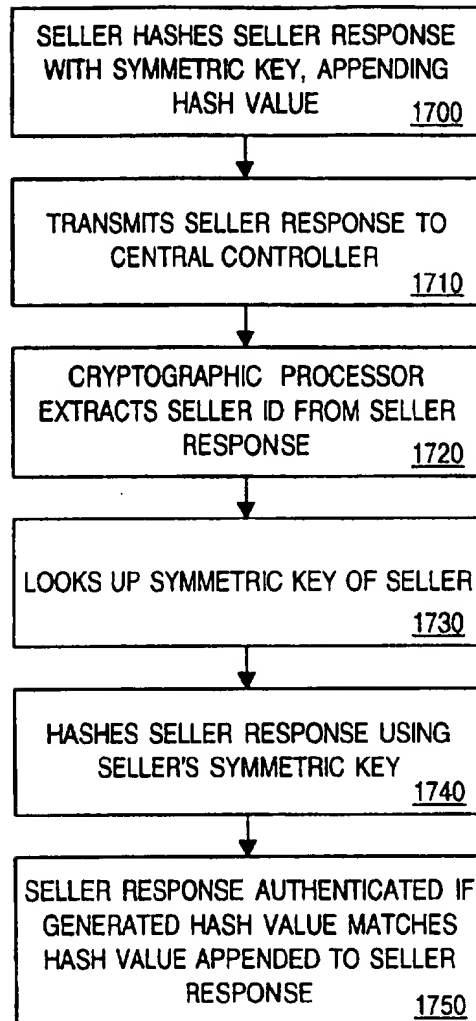 SELLER HASHES SELLER RESPONSE
WITH SYMMETRIC KEY, APPENDING
HASH VALUE
1700
TRANSMITS SELLER RESPONSE TO
CENTRAL CONTROLLER
1710
CRYPTOGRAPHIC PROCESSOR
EXTRACTS SELLER ID FROM SELLER
RESPONSE
1720
LOOKS UP SYMMETRIC KEY OF SELLER
1730
HASHES SELLER RESPONSE USING
SELLER'S SYMMETRIC KEY
1740
SELLER RESPONSE AUTHENTICATED IF
GENERATED HASH VALUE MATCHES
HASH VALUE APPENDED TO SELLER
RESPONSE
1750